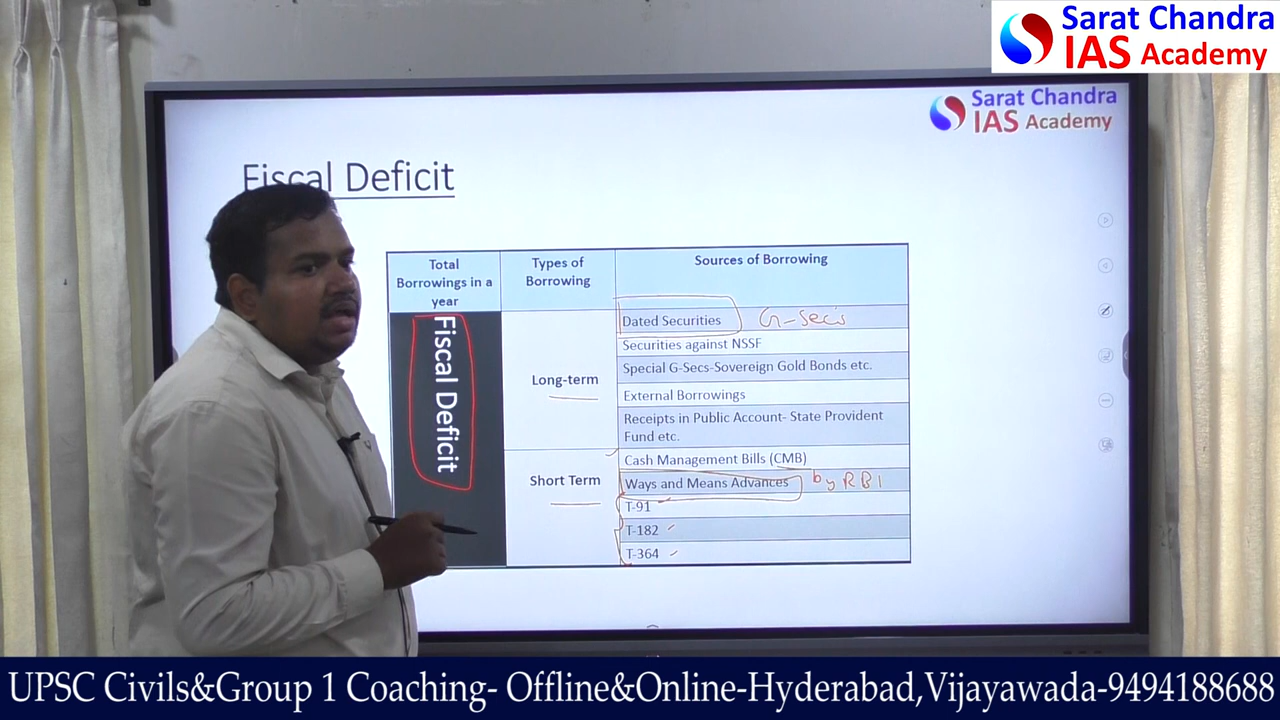 Sarat Chandra
IAS Academy
Sarat Chandra
IAS Academy
Fiscal Deficit
Total
Borrowings in a
year
Types of
Borrowing
Sources of Borrowing
Fiscal Deficit
Long-term
Dated Securities G-Secs
Securities against NSSF
Special G-Secs-Sovereign Gold Bonds etc.
External Borrowings
Receipts in Public Account- State Provident
Fund etc.
Short Term
Cash Management Bills (CMB)
Ways and Means Advances by RBI
T-91
T-182
T-364
UPSC Civils&Group 1 Coaching- Offline&Online-Hyderabad,Vijayawada-9494188688